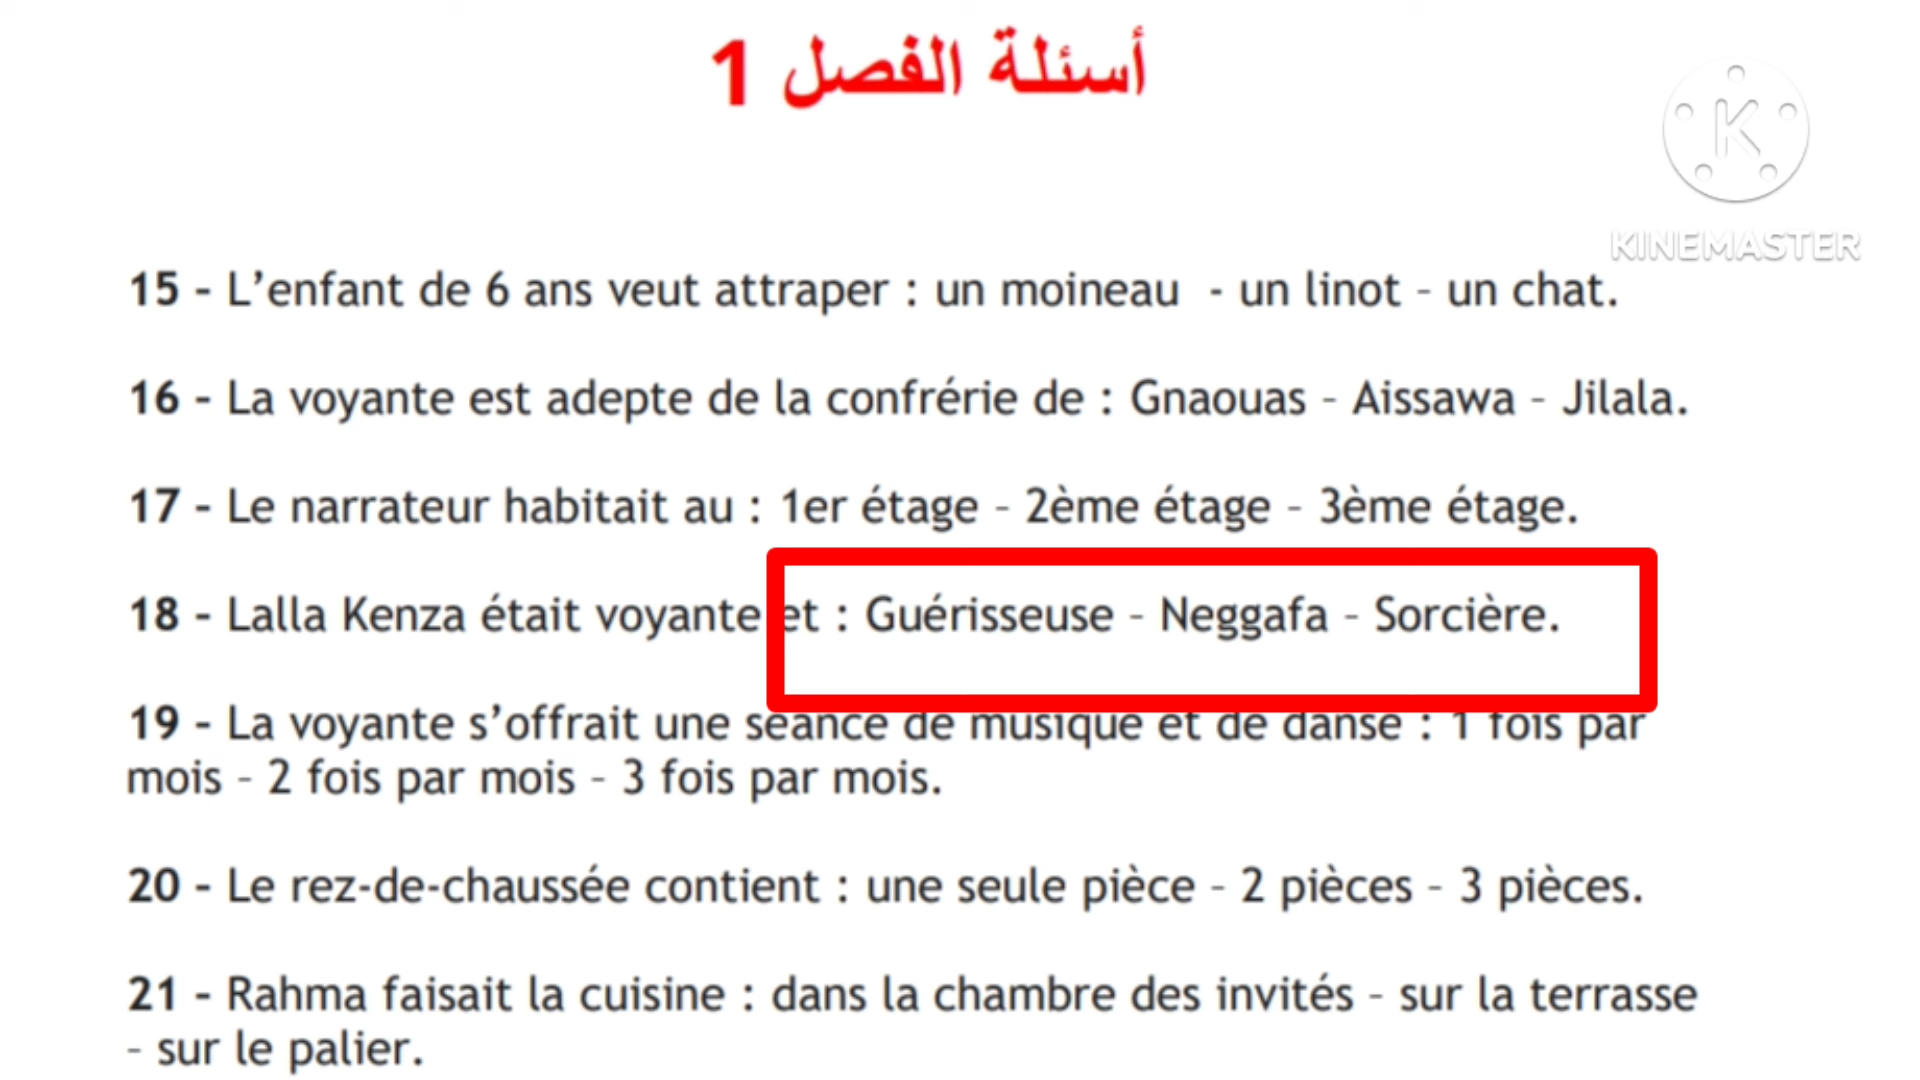 أسئلة الفصل 1
KINEMASTER
15 - L’enfant de 6 ans veut attraper : un moineau - un linot – un chat.
16 - La voyante est adepte de la confrérie de : Gnaouas – Aissawa – Jilala.
17 - Le narrateur habitait au : 1er étage – 2ème étage – 3ème étage.
18 - Lalla Kenza était voyante et : Guérisseuse – Neggafa – Sorcière.
19 - La voyante s’offrait une séance de musique et de danse : 1 fois par
mois – 2 fois par mois – 3 fois par mois.
20 - Le rez-de-chaussée contient : une seule pièce – 2 pièces – 3 pièces.
21 - Rahma faisait la cuisine : dans la chambre des invités – sur la terrasse
– sur le palier.